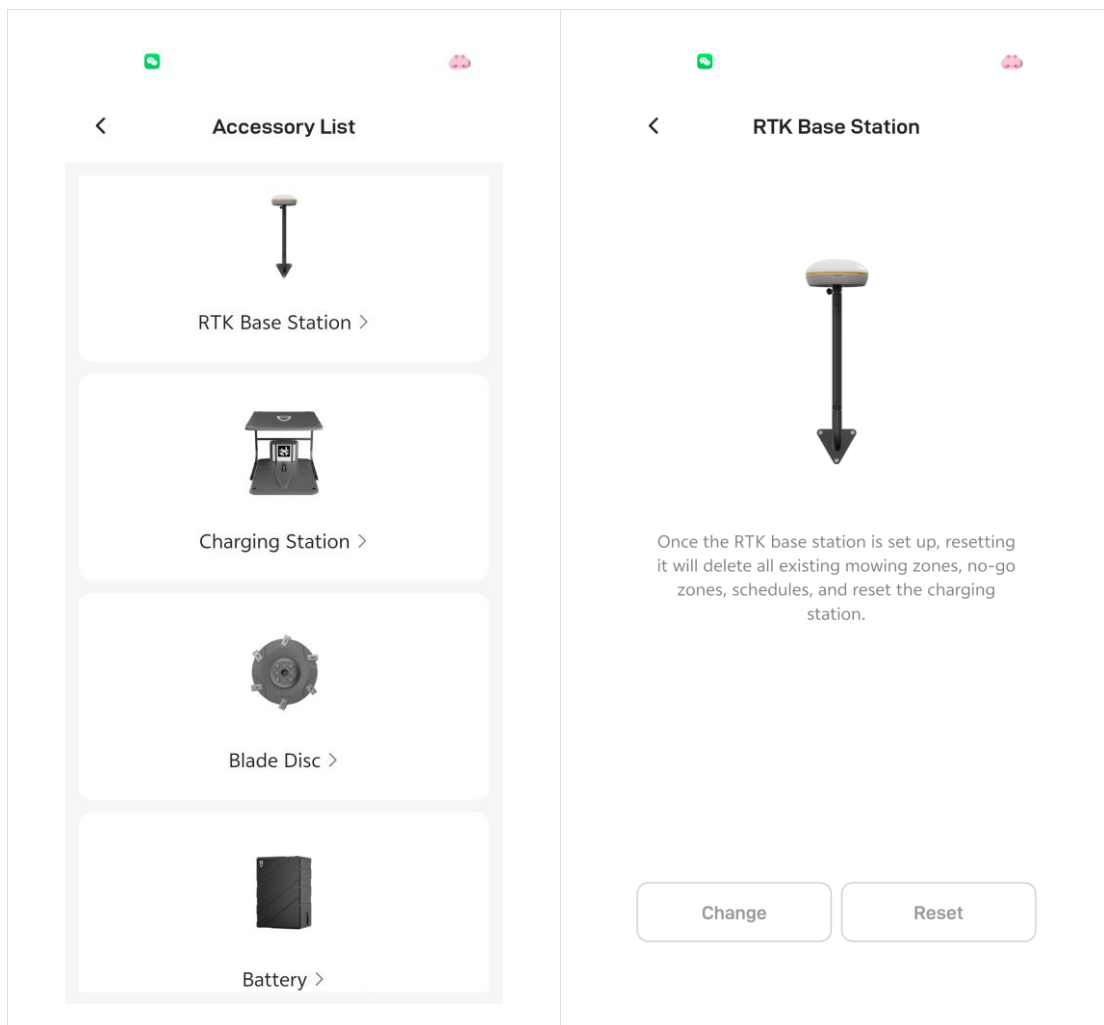 Accessory List
RTK Base Station
Charging Station
Blade Disc
Battery
RTK Base Station
Once the RTK base station is set up, resetting
it will delete all existing mowing zones, no-go
zones, schedules, and reset the charging
station.
Change
Reset